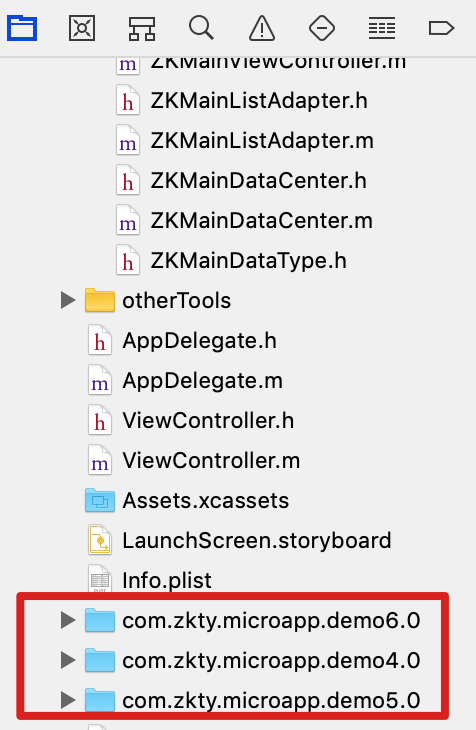 ZKMainViewController.m
h
ZKMainListAdapter.h
m
ZKMainListAdapter.m
h
ZKMainDataCenter.h
m
ZKMainDataCenter.m
h
ZKMainDataType.h
otherTools
h
AppDelegate.h
m
AppDelegate.m
h
ViewController.h
m
ViewController.m
Assets.xcassets
LaunchScreen.storyboard
Info.plist
com.zkty.microapp.demo6.0
com.zkty.microapp.demo4.0
com.zkty.microapp.demo5.0